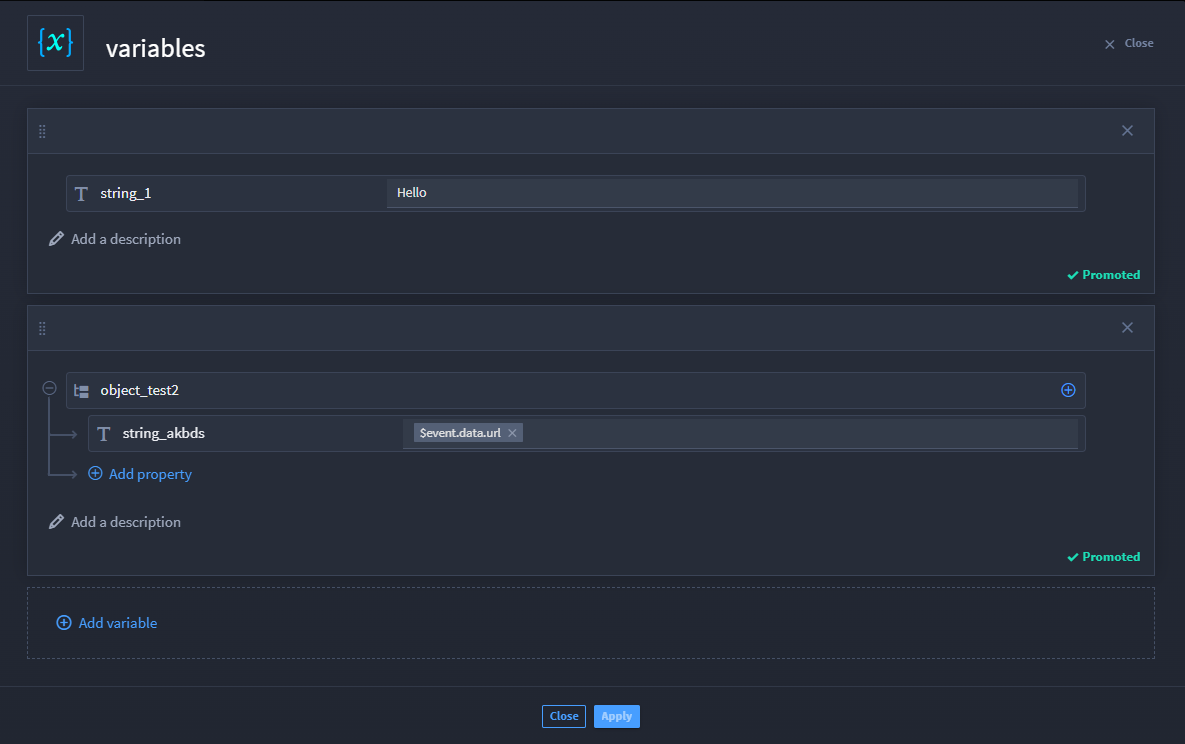 {x} variables
Close
string_1 Hello
Add a description
Promoted
object_test2
string_akbds $event.data.url
Add property
Add a description
Promoted
Add variable
Close Apply